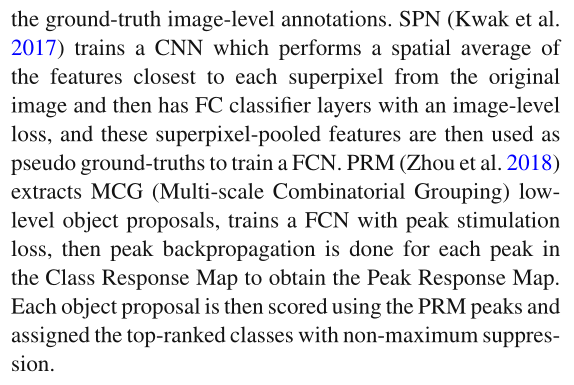 the ground-truth image-level annotations. SPN (Kwak et al.
2017) trains a CNN which performs a spatial average of
the features closest to each superpixel from the original
image and then has FC classifier layers with an image-level
loss, and these superpixel-pooled features are then used as
pseudo ground-truths to train a FCN. PRM (Zhou et al. 2018)
extracts MCG (Multi-scale Combinatorial Grouping) low-
level object proposals, trains a FCN with peak stimulation
loss, then peak backpropagation is done for each peak in
the Class Response Map to obtain the Peak Response Map.
Each object proposal is then scored using the PRM peaks and
assigned the top-ranked classes with non-maximum suppres-
sion.